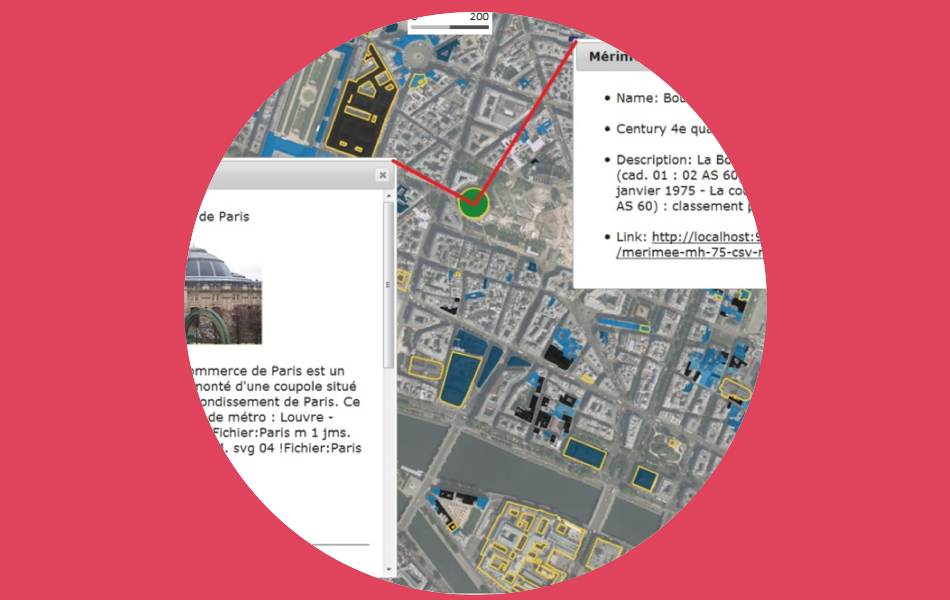 200
Mérim
Name: Bou
Century 4e qua
Description: La Bo
(cad. 01 : 02 AS 60
janvier 1975 - La cou
AS 60) : classement p
Link: http://localhost:9
/merimee-mh-75-csv-r
de Paris
ommerce de Paris est un
monté d'une coupole situé
ondissement de Paris. Ce
de métro : Louvre -
Fichier:Paris m 1 jms.
svg 04 !Fichier:Paris